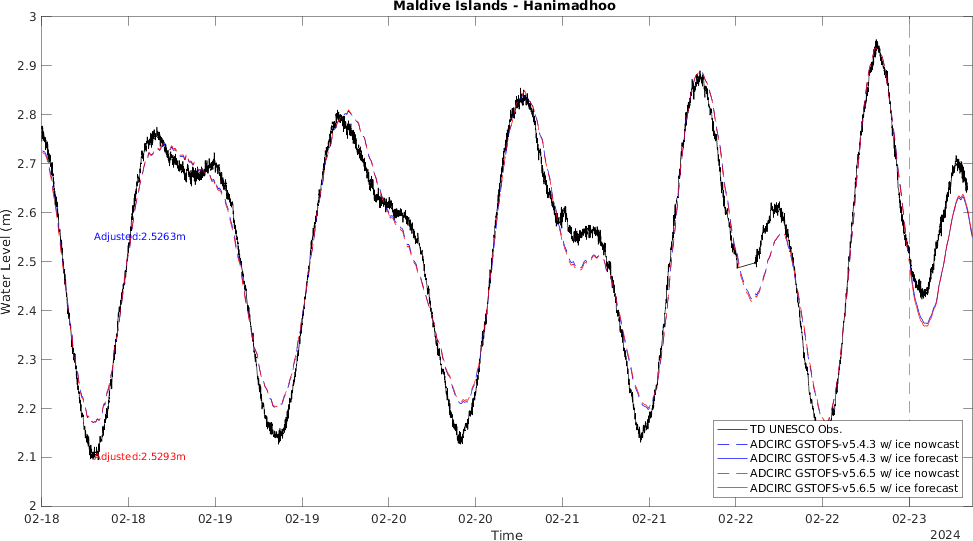 Maldive Islands - Hanimadhoo
3
2.9
2.8
2.7
2.6
2.5
2.4
2.3
2.2
2.1
2
Water Level (m)
Adjusted:2.5263m
Adjusted:2.5293m
TD UNESCO Obs.
ADCIRC GSTOFS-v5.4.3 w/ ice nowcast
ADCIRC GSTOFS-v5.4.3 w/ ice forecast
ADCIRC GSTOFS-v5.6.5 w/ ice nowcast
ADCIRC GSTOFS-v5.6.5 w/ ice forecast
02-18 02-18 02-19 02-19 02-20 02-20 02-21 02-21 02-22 02-22 02-23
Time
2024